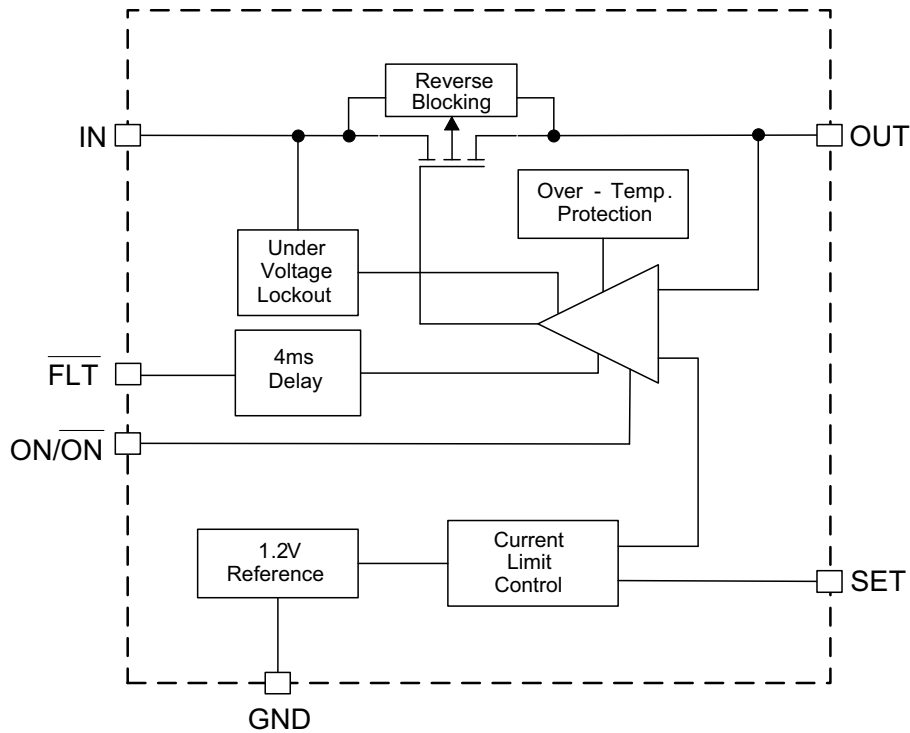 Reverse
Blocking
IN
OUT
Over - Temp.
Protection
Under
Voltage
Lockout
FLT
4ms
Delay
ON/ON
1.2V
Reference
Current
Limit
Control
SET
GND